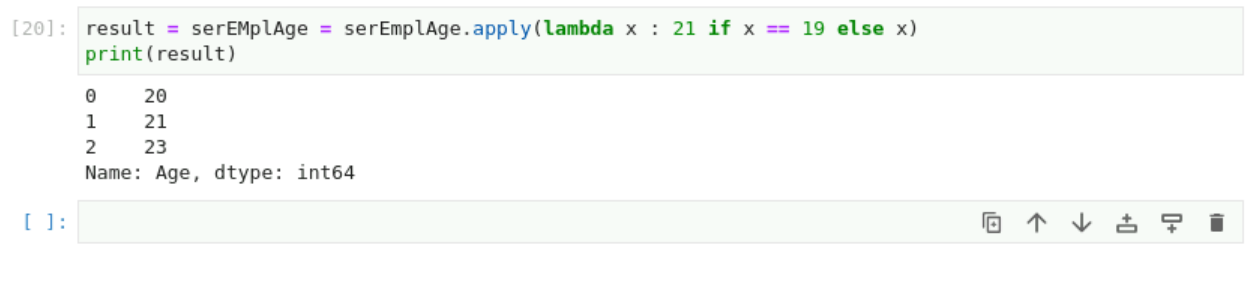 [20]: result = serEMplAge = serEmplAge.apply(lambda x : 21 if x == 19 else x)
print(result)
0    20
1    21
2    23
Name: Age, dtype: int64
[ ]: